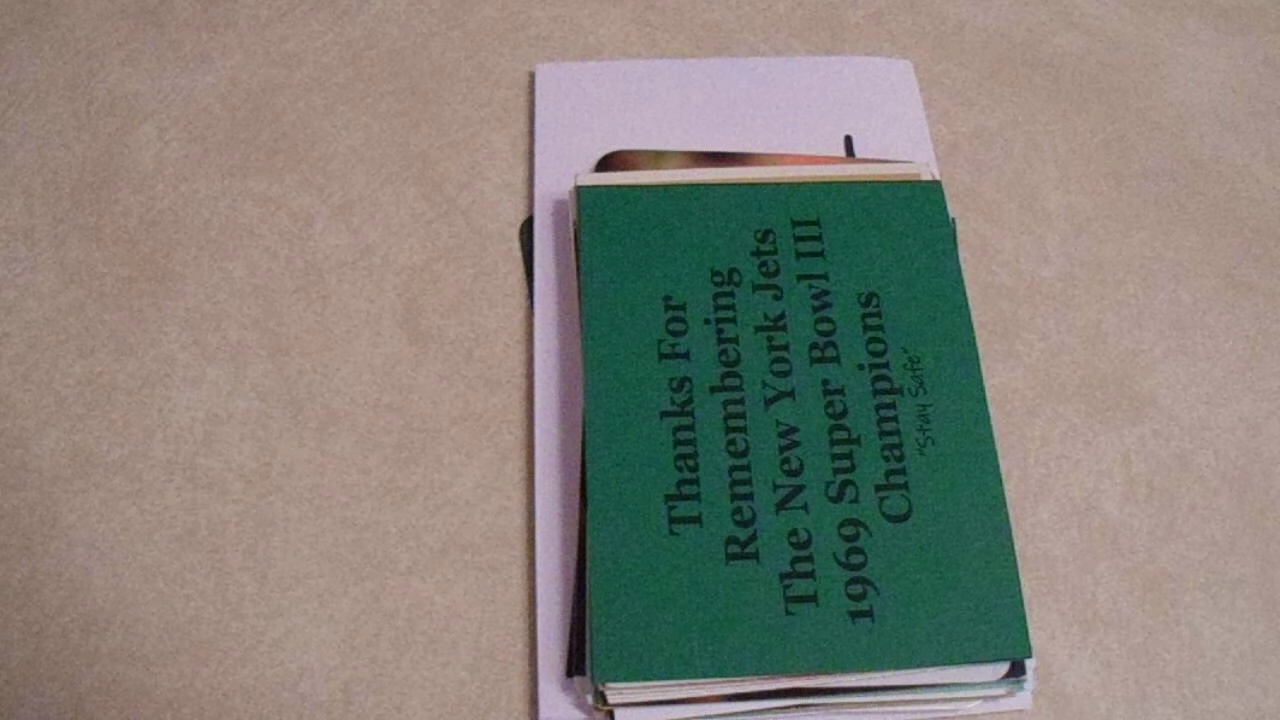 Thanks For
Remembering
The New York Jets
1969 Super Bowl III
Champions
"Stay Safe"